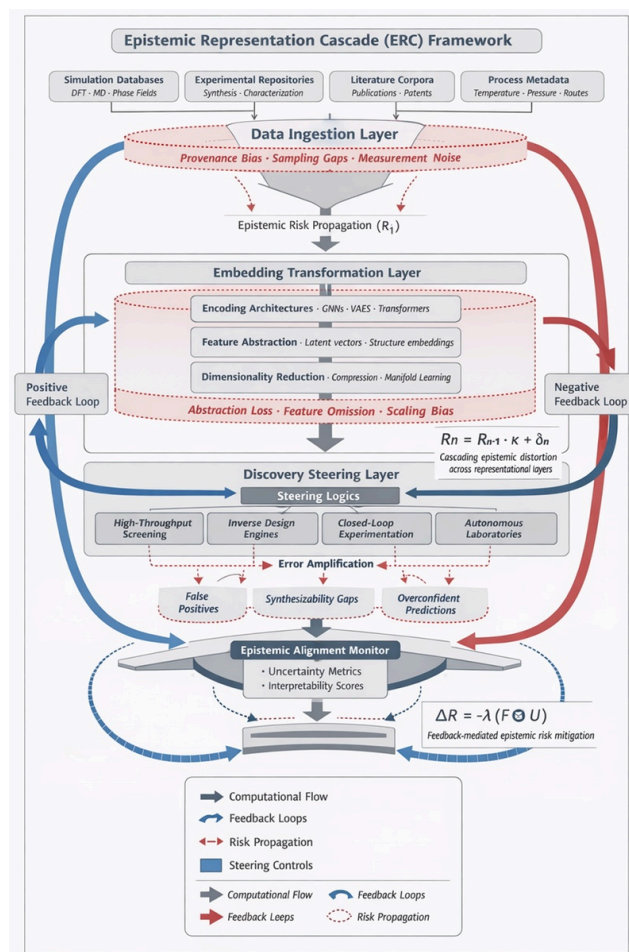 Epistemic Representation Cascade (ERC) Framework
Simulation Databases
DFT · MD · Phase Fields
Experimental Repositories
Synthesis · Characterization
Literature Corpora
Publications · Patents
Process Metadata
Temperature · Pressure · Routes
Data Ingestion Layer
Provenance Bias · Sampling Gaps · Measurement Noise
Epistemic Risk Propagation (R1)
Embedding Transformation Layer
Encoding Architectures · GNNs · VAES · Transformers
Feature Abstraction · Latent vectors · Structure embeddings
Dimensionality Reduction · Compression · Manifold Learning
Abstraction Loss · Feature Omission · Scaling Bias
Positive
Feedback Loop
Negative
Feedback Loop
Rn = Rn-1 · κ + δ̂n
Cascading epistemic distortion
across representational layers
Discovery Steering Layer
Steering Logics
High-Throughput
Screening
Inverse Design
Engines
Closed-Loop
Experimentation
Autonomous
Laboratories
Error Amplification
False
Positives
Synthesizability Gaps
Overconfident
Predictions
Epistemic Alignment Monitor
· Uncertainty Metrics
· Interpretability Scores
ΔR = -λ (F ⊗ U)
Feedback-mediated epistemic risk mitigation
Computational Flow
Feedback Loops
Risk Propagation
Steering Controls
Computational Flow
Feedback Loops
Feedback Leeps
Risk Propagation